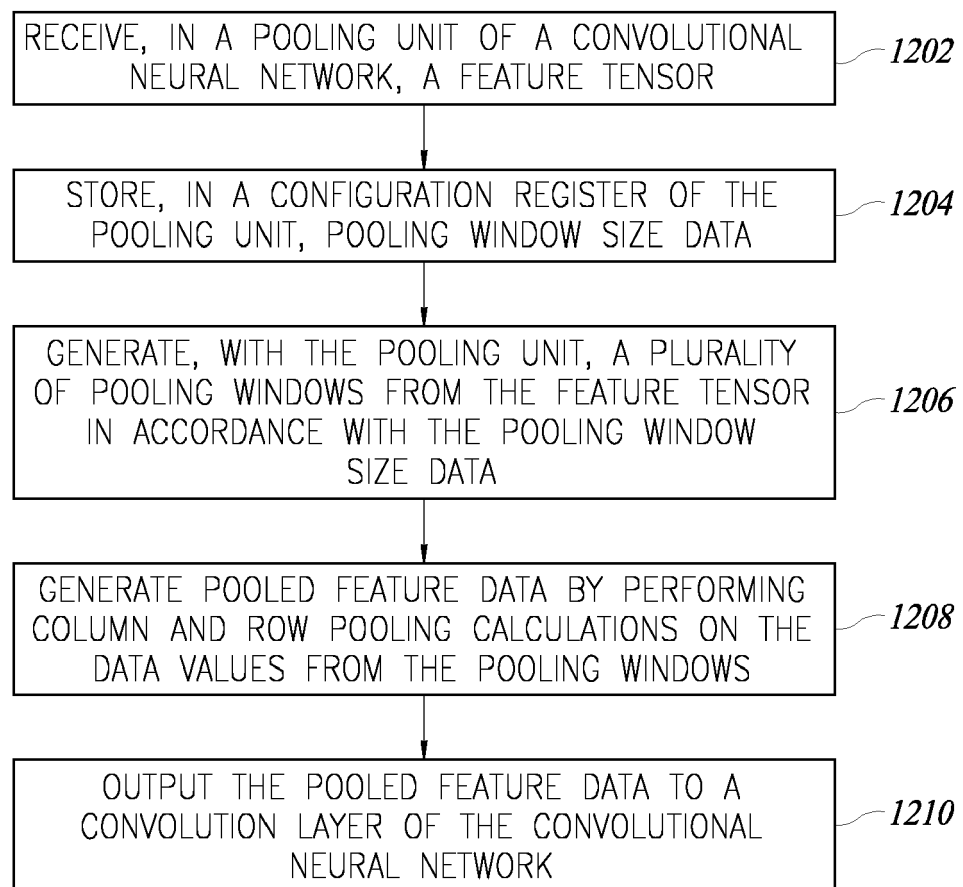 RECEIVE, IN A POOLING UNIT OF A CONVOLUTIONAL
NEURAL NETWORK, A FEATURE TENSOR
1202
STORE, IN A CONFIGURATION REGISTER OF THE
POOLING UNIT, POOLING WINDOW SIZE DATA
1204
GENERATE, WITH THE POOLING UNIT, A PLURALITY
OF POOLING WINDOWS FROM THE FEATURE TENSOR
IN ACCORDANCE WITH THE POOLING WINDOW
SIZE DATA
1206
GENERATE POOLED FEATURE DATA BY PERFORMING
COLUMN AND ROW POOLING CALCULATIONS ON THE
DATA VALUES FROM THE POOLING WINDOWS
1208
OUTPUT THE POOLED FEATURE DATA TO A
CONVOLUTION LAYER OF THE CONVOLUTIONAL
NEURAL NETWORK
1210